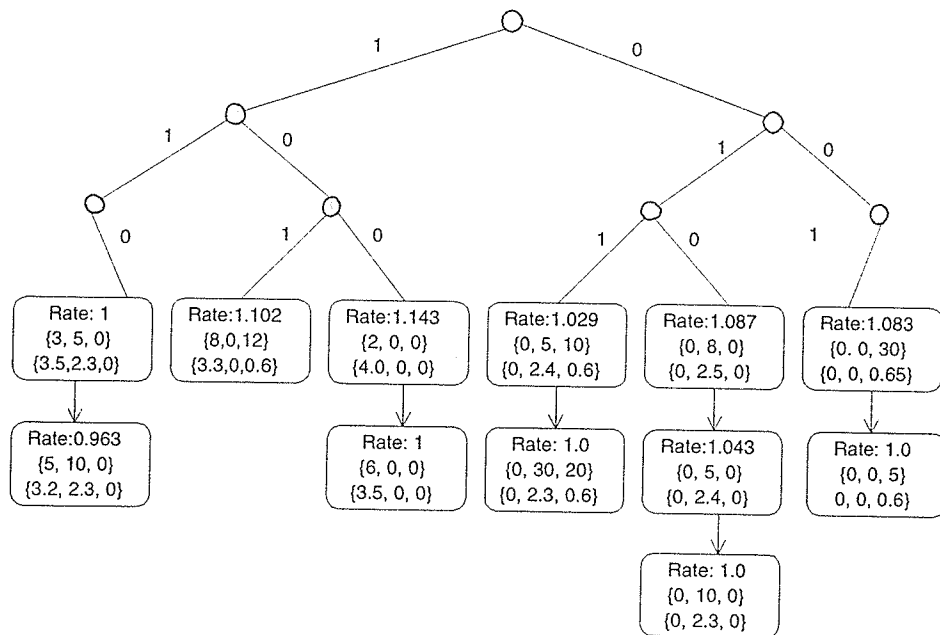 1
0
1
0
1
0
0
1
0
1
0
1
Rate: 1
{3, 5, 0}
{3.5,2.3,0}
Rate:1.102
{8,0,12}
{3.3,0,0.6}
Rate:1.143
{2, 0, 0}
{4.0, 0, 0}
Rate:1.029
{0, 5, 10}
{0, 2.4, 0.6}
Rate:1.087
{0, 8, 0}
{0, 2.5, 0}
Rate:1.083
{0. 0, 30}
{0, 0, 0.65}
Rate:0.963
{5, 10, 0}
{3.2, 2.3, 0}
Rate: 1
{6, 0, 0}
{3.5, 0, 0}
Rate: 1.0
{0, 30, 20}
{0, 2.3, 0.6}
Rate:1.043
{0, 5, 0}
{0, 2.4, 0}
Rate: 1.0
{0, 0, 5}
0, 0, 0.6}
Rate: 1.0
{0, 10, 0}
{0, 2.3, 0}